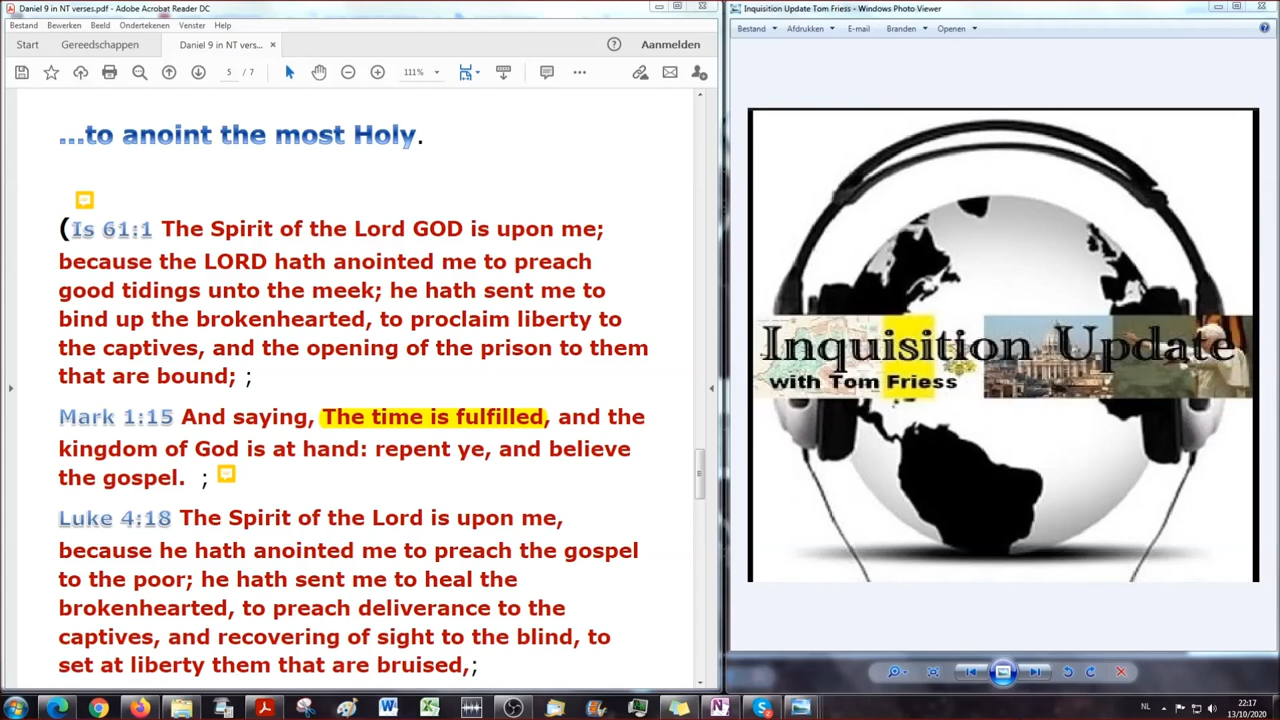 Daniel 9 in NT verses.pdf - Adobe Acrobat Reader DC
Bestand Bewerken Beeld Ondertekenen Venster Help
Start Gereedschappen Daniel 9 in NT vers... × Aanmelden
5 / 7 111%
...to anoint the most Holy.
(Is 61:1 The Spirit of the Lord GOD is upon me;
because the LORD hath anointed me to preach
good tidings unto the meek; he hath sent me to
bind up the brokenhearted, to proclaim liberty to
the captives, and the opening of the prison to them
that are bound; ;
Mark 1:15 And saying, The time is fulfilled, and the
kingdom of God is at hand: repent ye, and believe
the gospel. ;
Luke 4:18 The Spirit of the Lord is upon me,
because he hath anointed me to preach the gospel
to the poor; he hath sent me to heal the
brokenhearted, to preach deliverance to the
captives, and recovering of sight to the blind, to
set at liberty them that are bruised,;
Inquisition Update Tom Friess - Windows Photo Viewer
Bestand Afdrukken E-mail Branden Openen
Inquisition Update
with Tom Friess
NL
22:17
13/10/2020